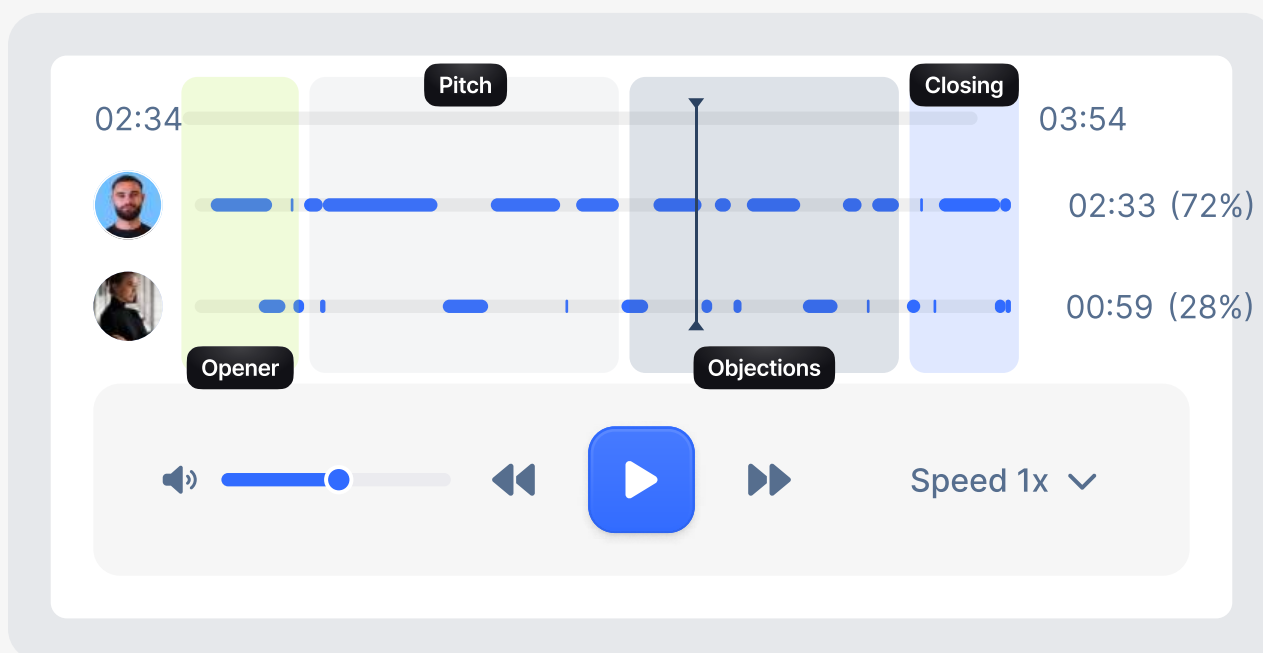 Pitch
Closing
02:34
03:54
02:33 (72%)
00:59 (28%)
Opener
Objections
Speed 1x